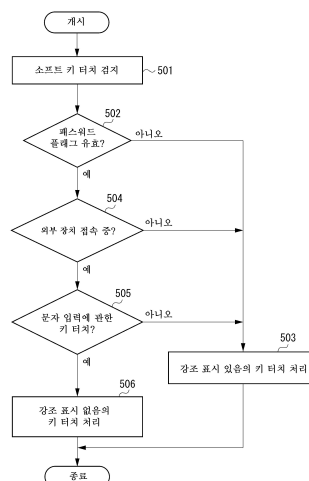 개시
소프트 키 터치 검지
501
502
패스워드
플래그 유효?
아니오
예
504
외부 장치 접속 중?
아니오
예
505
문자 입력에 관한
키 터치?
아니오
예
503
강조 표시 있음의 키 터치 처리
506
강조 표시 없음의
키 터치 처리
종료